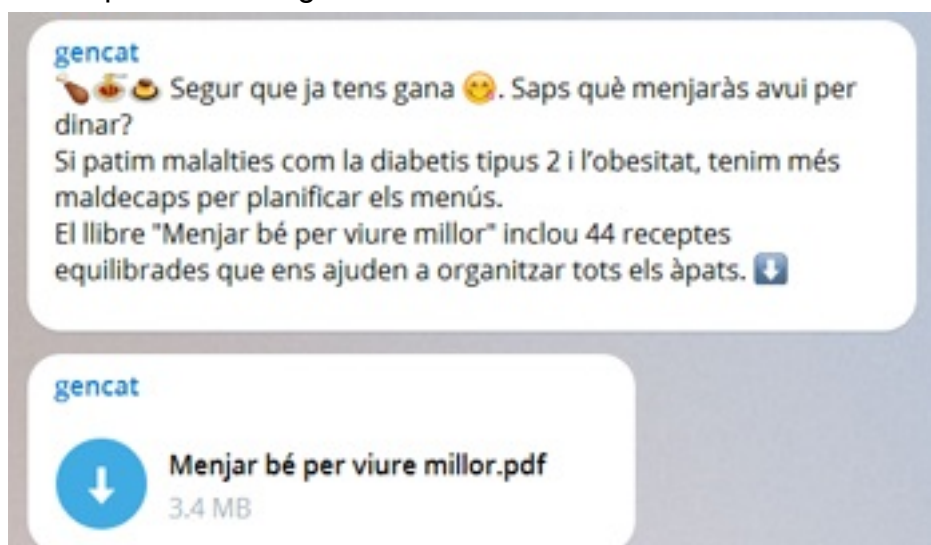 gencat
🍗🍝🍮 Segur que ja tens gana 😋. Saps què menjaràs avui per
dinar?
Si patim malalties com la diabetis tipus 2 i l'obesitat, tenim més
maldecaps per planificar els menús.
El llibre "Menjar bé per viure millor" inclou 44 receptes
equilibrades que ens ajuden a organitzar tots els àpats. ⬇️
gencat
Menjar bé per viure millor.pdf
3.4 MB